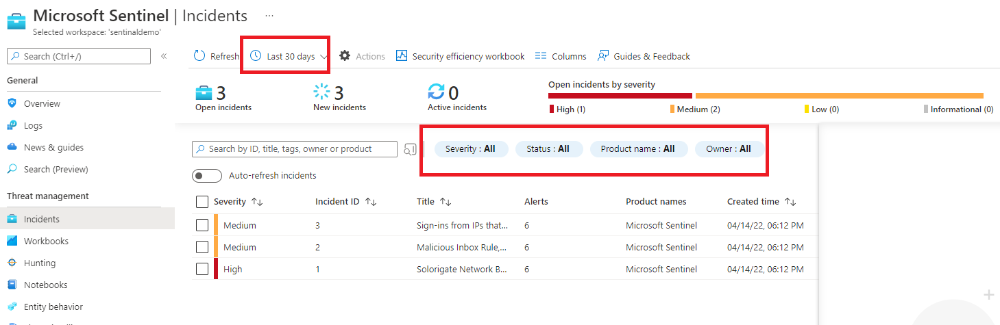 Microsoft Sentinel | Incidents ...
Selected workspace: 'sentinaldemo'
Search (Ctrl+/) «
General
Overview
Logs
News & guides
Search (Preview)
Threat management
Incidents
Workbooks
Hunting
Notebooks
Entity behavior
Refresh Last 30 days Actions Security efficiency workbook Columns Guides & Feedback
3 3 0
Open incidents New incidents Active incidents
Open incidents by severity
High (1) Medium (2) Low (0) Informational (0)
Search by ID, title, tags, owner or product Severity : All Status : All Product name : All Owner : All
Auto-refresh incidents
Severity ↑↓ Incident ID ↑↓ Title ↑↓ Alerts Product names Created time ↑↓
Medium 3 Sign-ins from IPs that... 6 Microsoft Sentinel 04/14/22, 06:12 PM
Medium 2 Malicious Inbox Rule,... 6 Microsoft Sentinel 04/14/22, 06:12 PM
High 1 Solorigate Network B... 6 Microsoft Sentinel 04/14/22, 06:12 PM